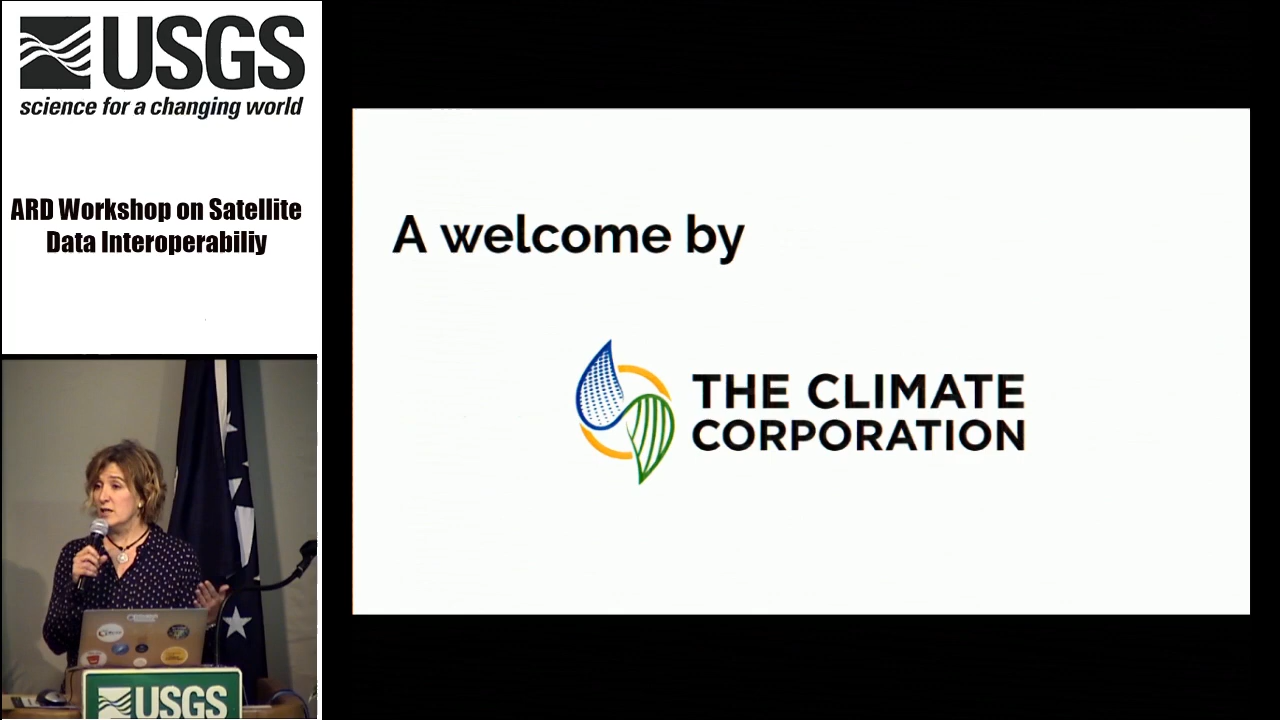 USGS
science for a changing world
ARD Workshop on Satellite
Data Interoperabiliy
A welcome by
THE CLIMATE
CORPORATION
USGS